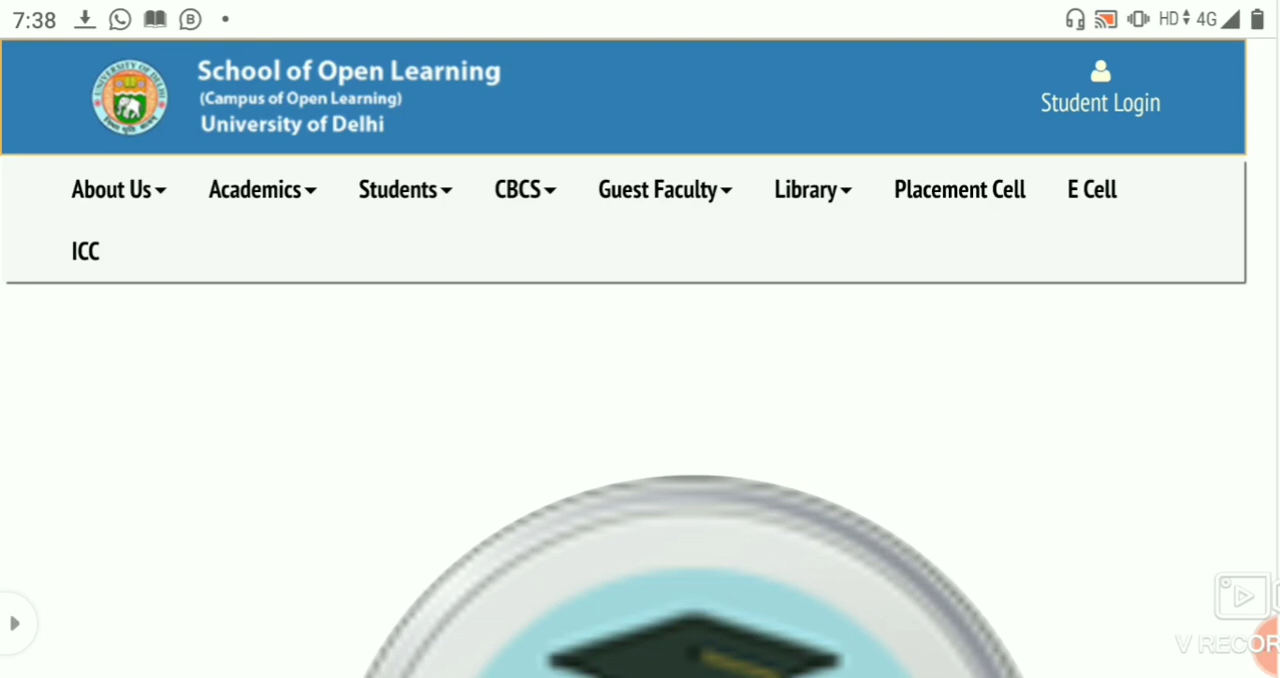 7:38 HD 4G
School of Open Learning
(Campus of Open Learning)
University of Delhi
Student Login
About Us Academics Students CBCS Guest Faculty Library Placement Cell E Cell
ICC
V RECOR